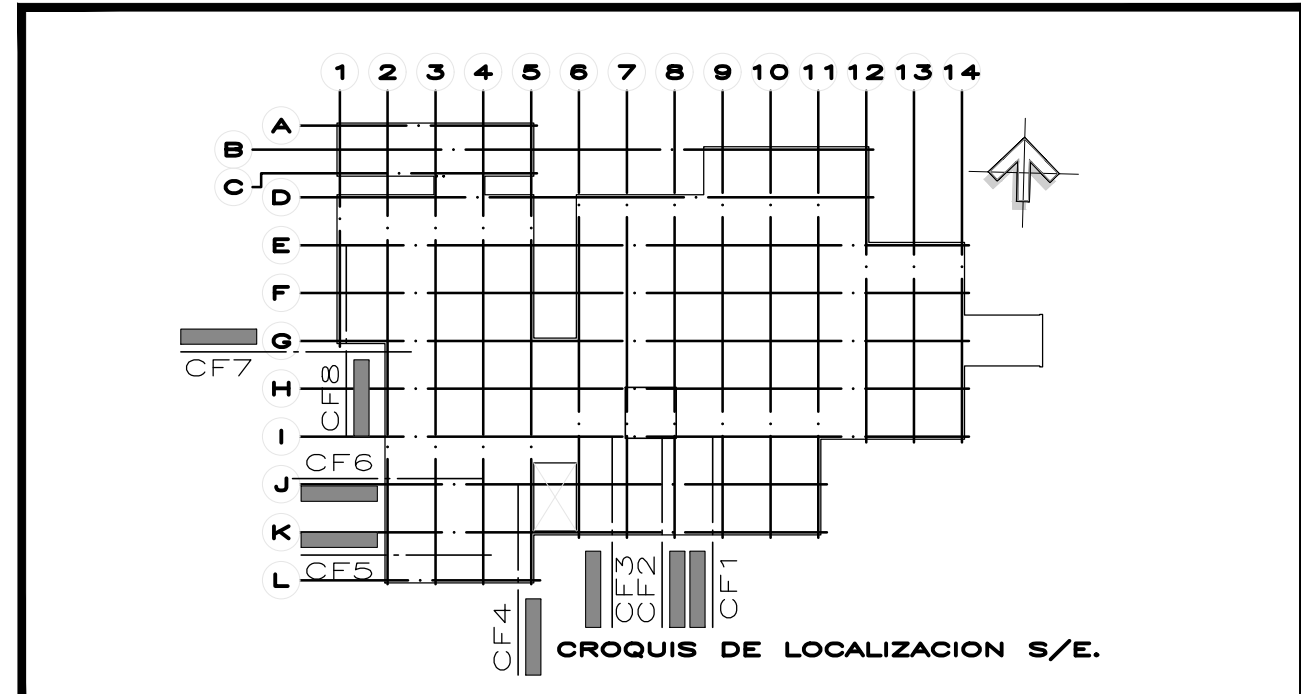 1 2 3 4 5 6 7 8 9 10 11 12 13 14
A
B
C
D
E
F
G
CF7
CF8
H
I
CF6
J
K
CF5
L
CF4
CF3
CF2
CF1
CROQUIS DE LOCALIZACION S/E.